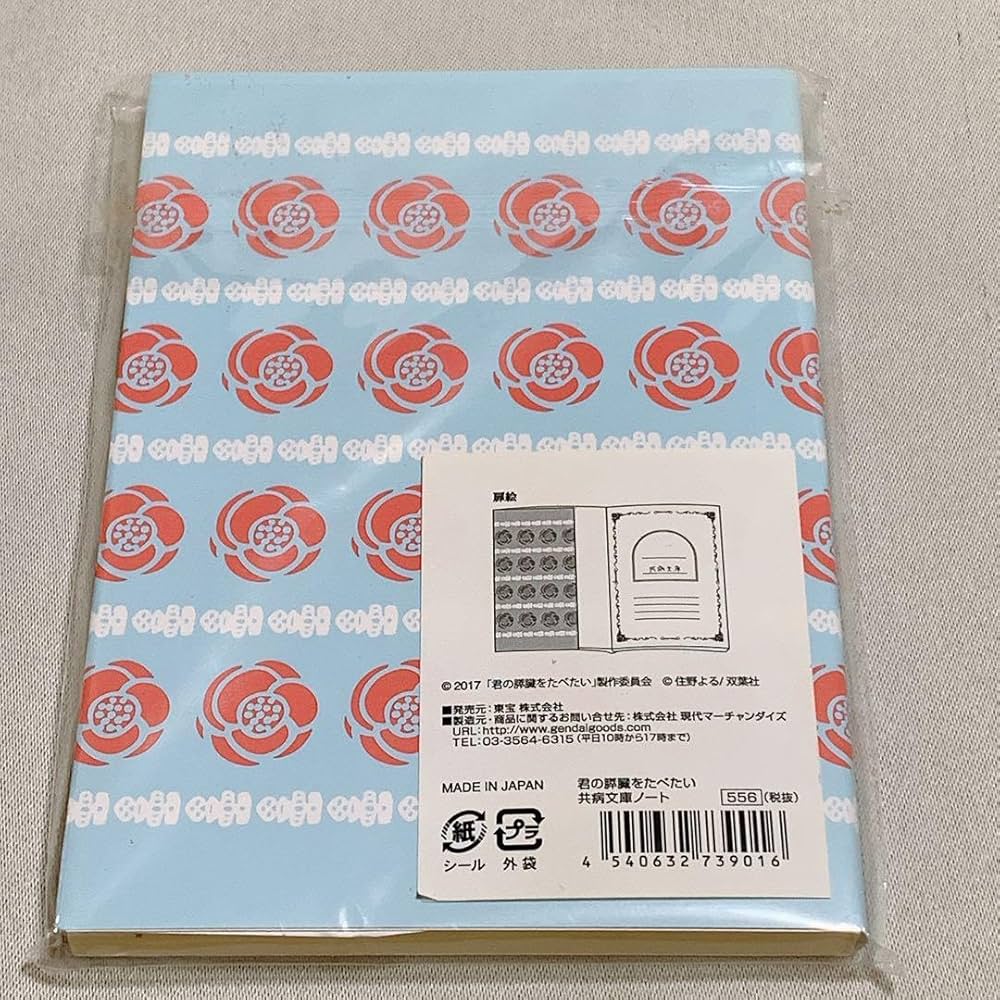 扉絵
共病文庫
© 2017「君の膵臓をたべたい」製作委員会 © 住野よる/ 双葉社
■発売元：東宝 株式会社
■製造元・商品に関するお問い合せ先：株式会社 現代マーチャンダイズ
URL:http://www.gendaigoods.com
TEL:03-3564-6315 (平日10時から17時まで)
MADE IN JAPAN
君の膵臓をたべたい
共病文庫ノート
556 (税抜)
紙
シール
プラ
外袋
4 540632 739016